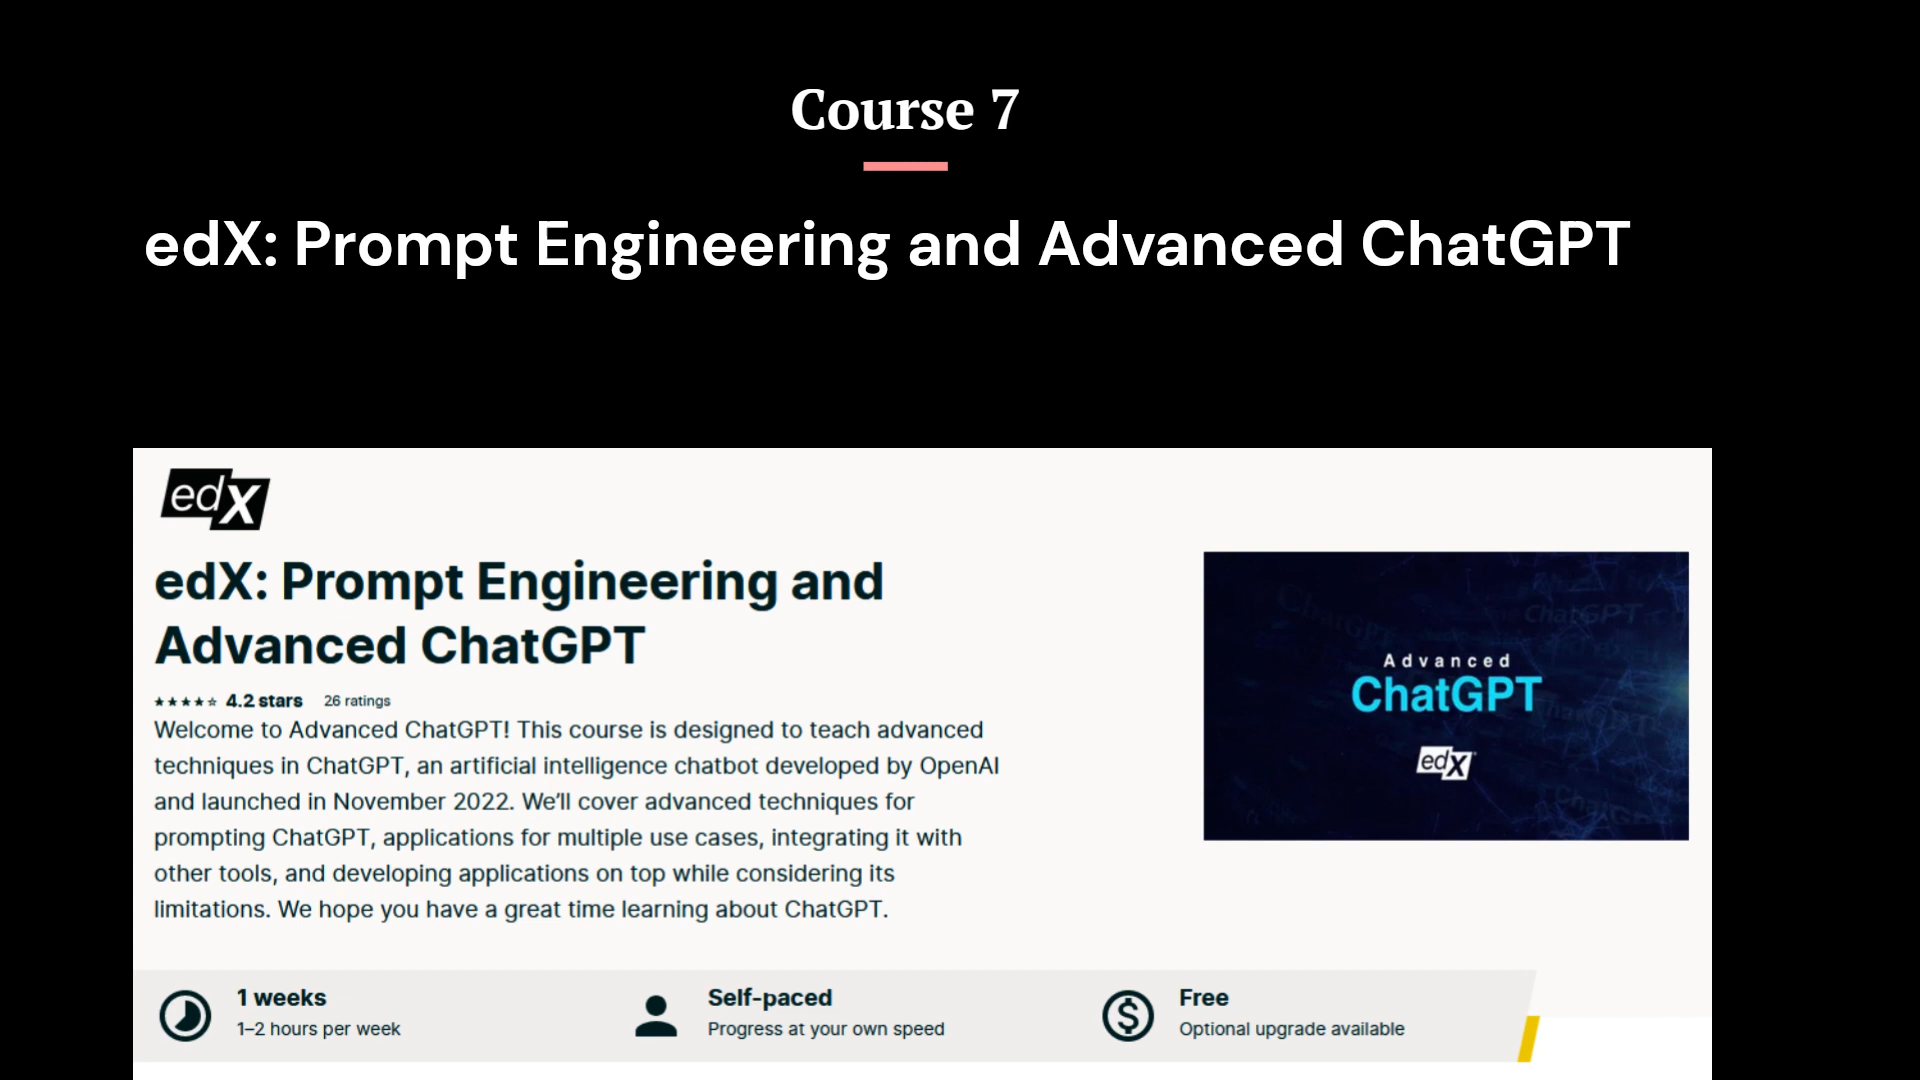 Course 7
edX: Prompt Engineering and Advanced ChatGPT
edX
edX: Prompt Engineering and
Advanced ChatGPT
4.2 stars 26 ratings
Welcome to Advanced ChatGPT! This course is designed to teach advanced
techniques in ChatGPT, an artificial intelligence chatbot developed by OpenAI
and launched in November 2022. We'll cover advanced techniques for
prompting ChatGPT, applications for multiple use cases, integrating it with
other tools, and developing applications on top while considering its
limitations. We hope you have a great time learning about ChatGPT.
Advanced
ChatGPT
edX
1 weeks
1–2 hours per week
Self-paced
Progress at your own speed
Free
Optional upgrade available